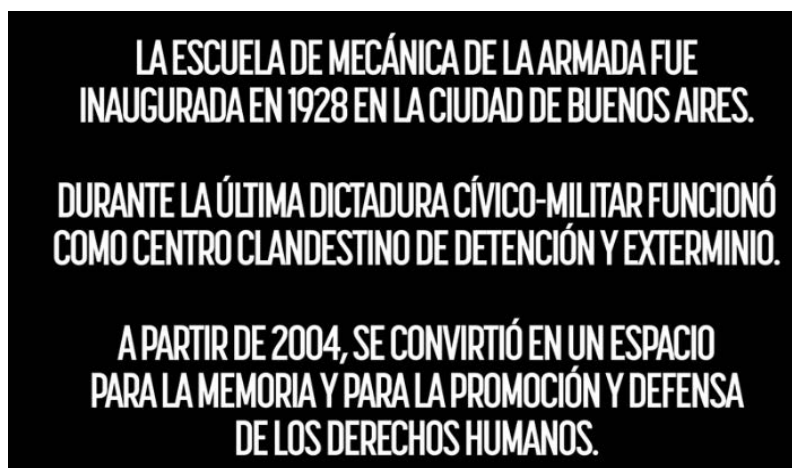 LA ESCUELA DE MECÁNICA DE LA ARMADA FUE
INAUGURADA EN 1928 EN LA CIUDAD DE BUENOS AIRES.
DURANTE LA ÚLTIMA DICTADURA CÍVICO-MILITAR FUNCIONÓ
COMO CENTRO CLANDESTINO DE DETENCIÓN Y EXTERMINIO.
A PARTIR DE 2004, SE CONVIRTIÓ EN UN ESPACIO
PARA LA MEMORIA Y PARA LA PROMOCIÓN Y DEFENSA
DE LOS DERECHOS HUMANOS.